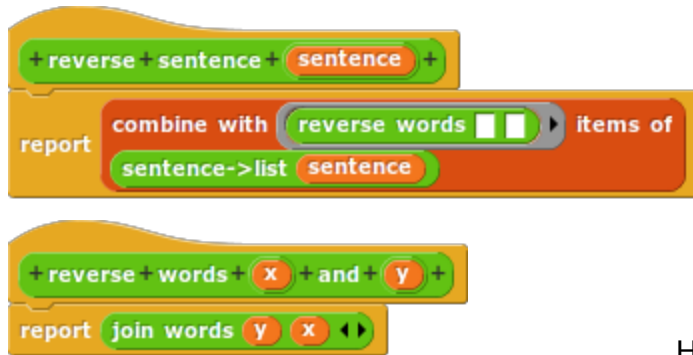 +reverse+sentence+ sentence +
report combine with reverse words items of
sentence->list sentence
+reverse+words+ x +and+ y +
report join words y x
H